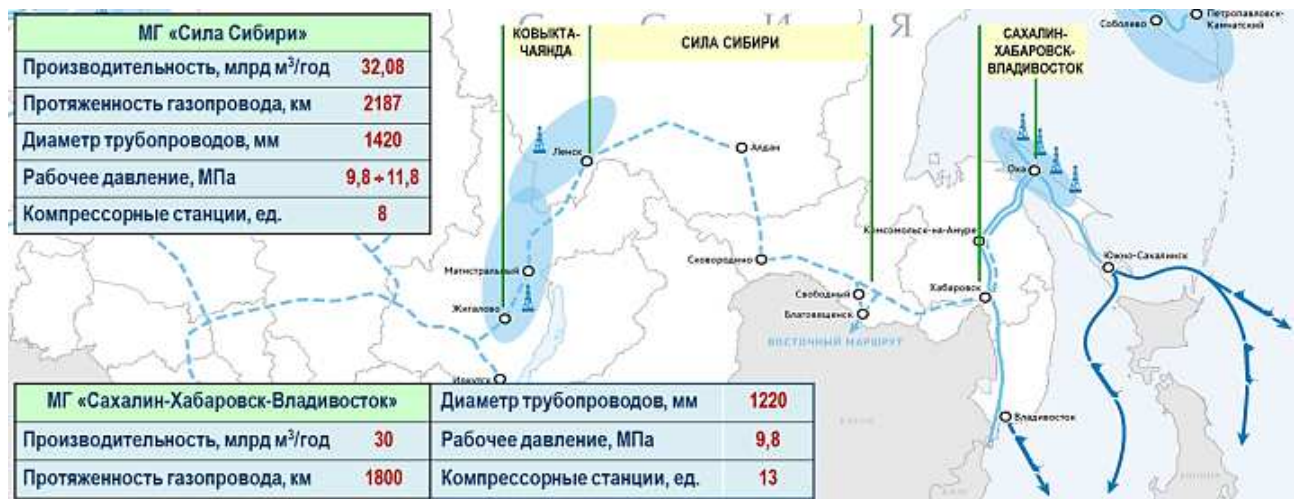 МГ «Сила Сибири»
Производительность, млрд м³/год 32,08
Протяженность газопровода, км 2187
Диаметр трубопроводов, мм 1420
Рабочее давление, МПа 9,8÷11,8
Компрессорные станции, ед. 8
С С И Я
КОВЫКТА-
ЧАЯНДА
СИЛА СИБИРИ
САХАЛИН-
ХАБАРОВСК-
ВЛАДИВОСТОК
Соболево
Петропавловск-
Камчатский
Ленск
Алдан
Оха
Комсомольск-на-Амуре
Магистральный
Сковородино
Южно-Сахалинск
Жигалово
Свободный
Хабаровск
Благовещенск
ВОСТОЧНЫЙ МАРШРУТ
Иркутск
Владивосток
МГ «Сахалин-Хабаровск-Владивосток»
Производительность, млрд м³/год 30
Протяженность газопровода, км 1800
Диаметр трубопроводов, мм 1220
Рабочее давление, МПа 9,8
Компрессорные станции, ед. 13